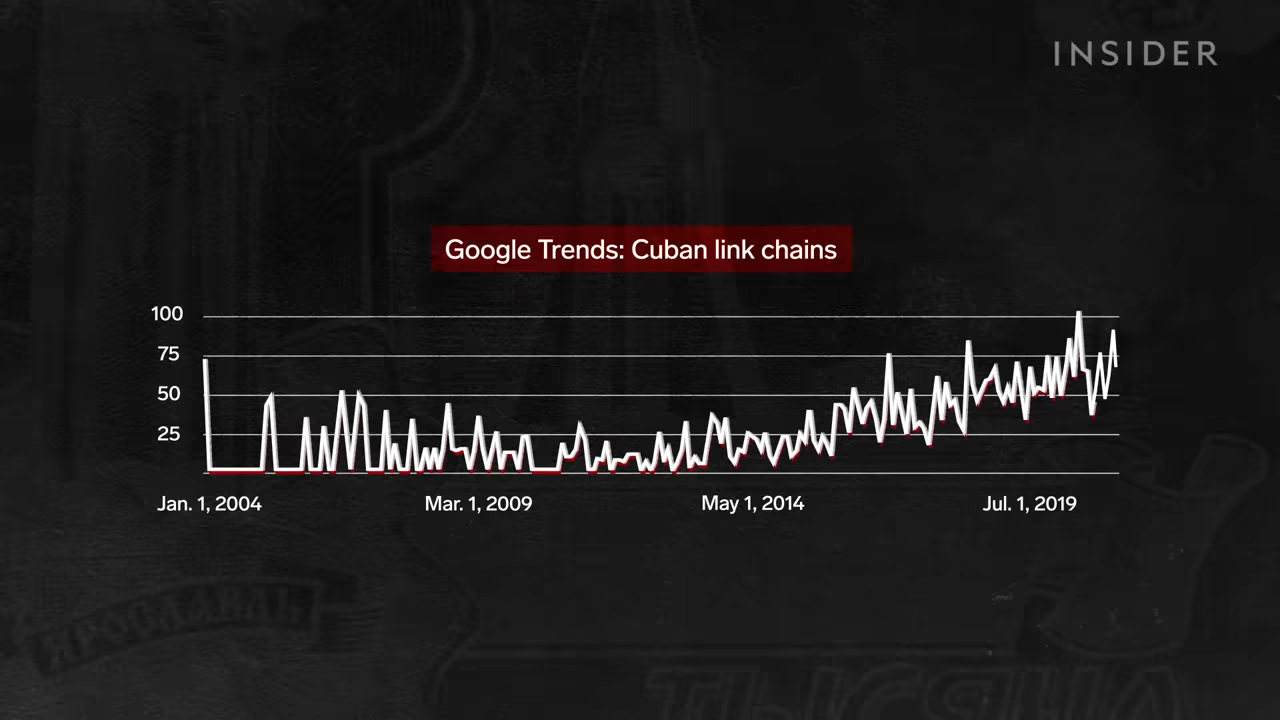 INSIDER
Google Trends: Cuban link chains
100
75
50
25
Jan. 1, 2004
Mar. 1, 2009
May 1, 2014
Jul. 1, 2019
ЯРОСЛАВЛЬ